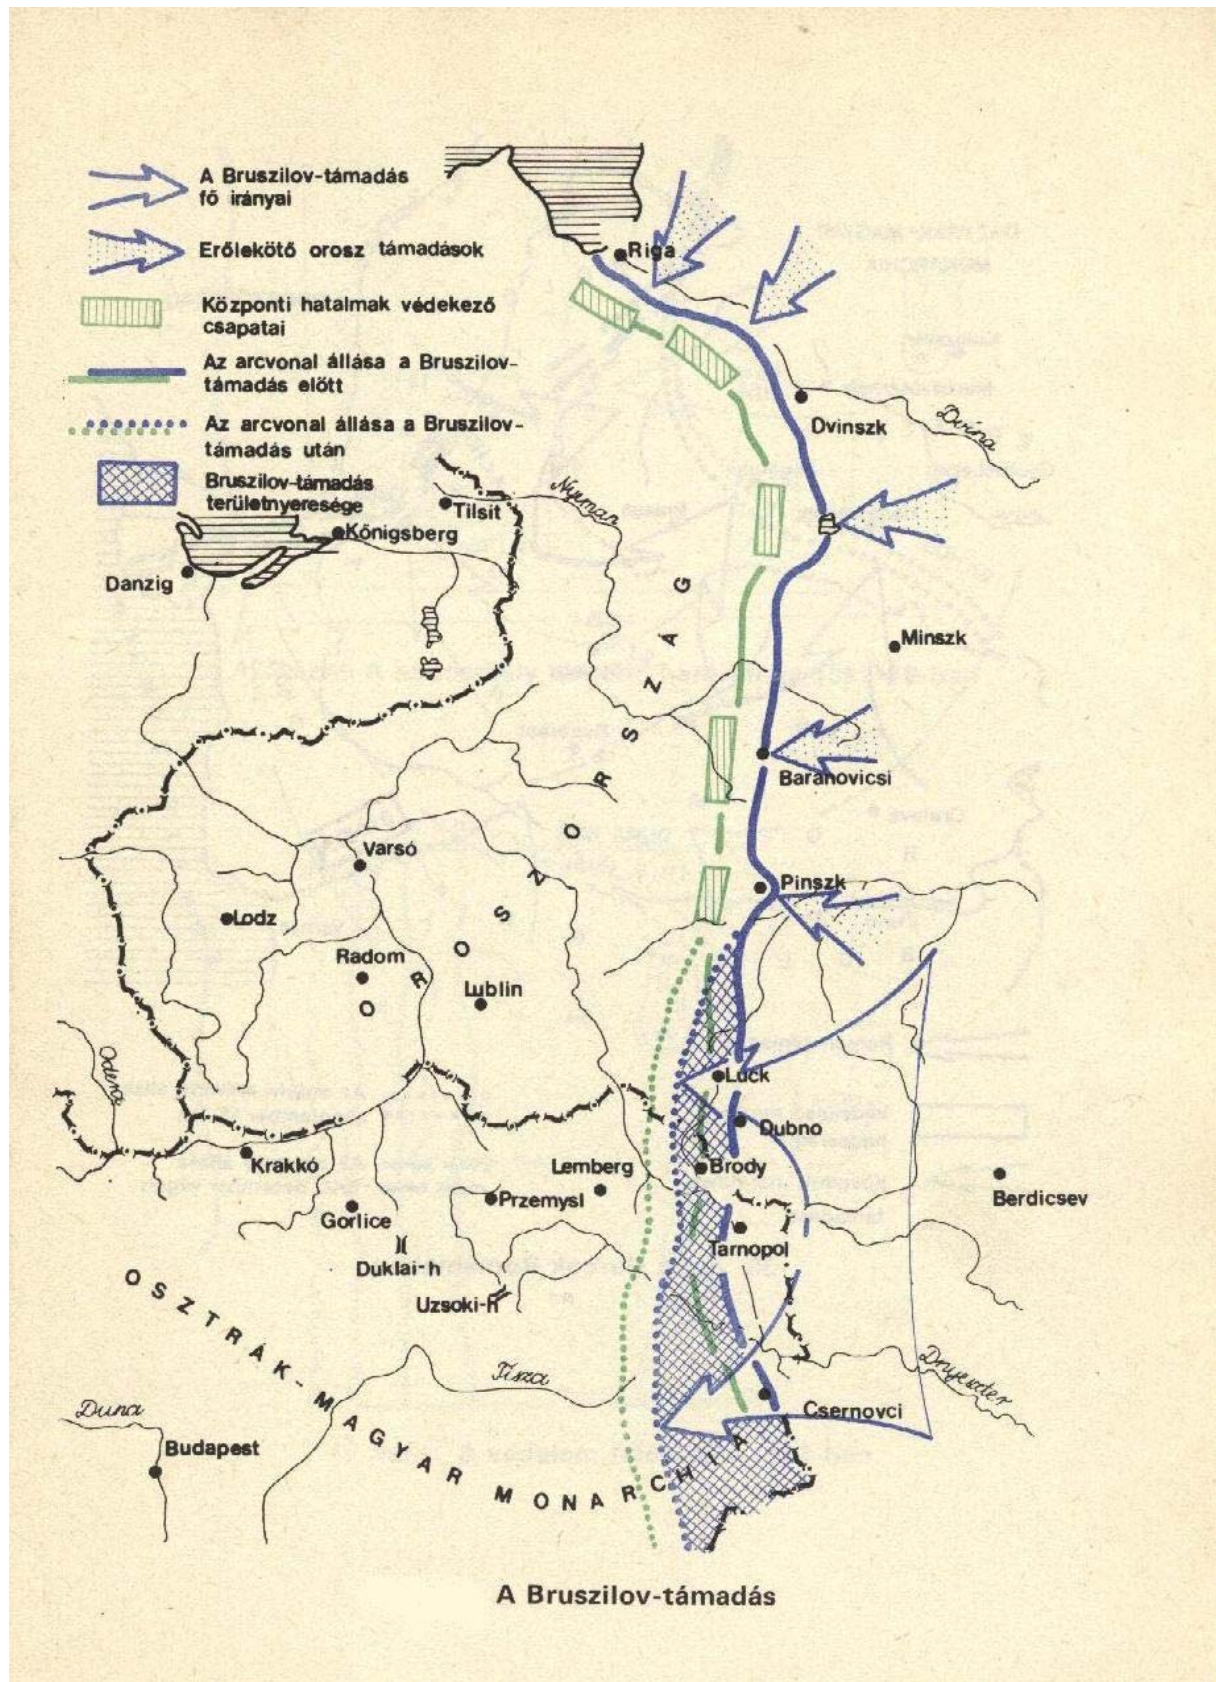 A Bruszilov-támadás
fő irányai
Erőlekötő orosz támadások
Központi hatalmak védekező
csapatai
Az arcvonal állása a Bruszilov-
támadás előtt
Az arcvonal állása a Bruszilov-
támadás után
Bruszilov-támadás
területnyeresége
Riga
Dvinszk
Dvina
Tilsit
Nyeman
Kőnigsberg
Danzig
Minszk
OROSZORSZÁG
Baranovicsi
Varsó
Pinszk
Lodz
Radom
Lublin
Odera
Luck
Dubno
Krakkó
Lemberg
Brody
Berdicsev
Przemysl
Gorlice
Tarnopol
Duklai-h
Uzsoki-h
OSZTRÁK-MAGYAR MONARCHIA
Tisza
Dnyeszter
Duna
Csernovci
Budapest
A Bruszilov-támadás